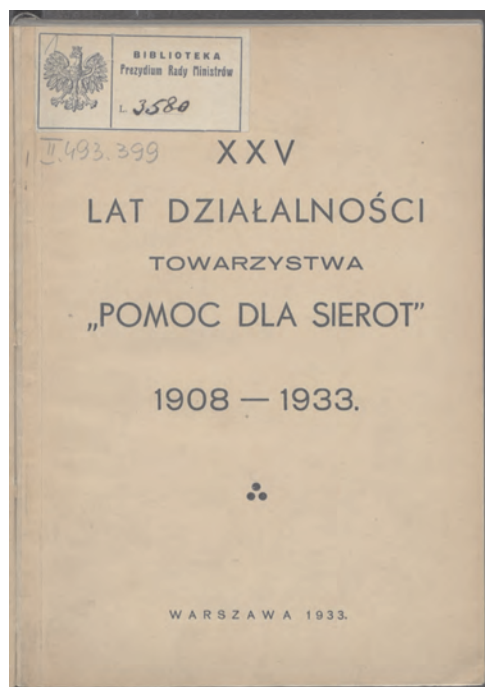 BIBLIOTEKA
Prezydium Rady Ministrów
L. 3580
II.493.399
XXV
LAT DZIAŁALNOŚCI
TOWARZYSTWA
„POMOC DLA SIEROT”
1908 — 1933.
WARSZAWA 1933.